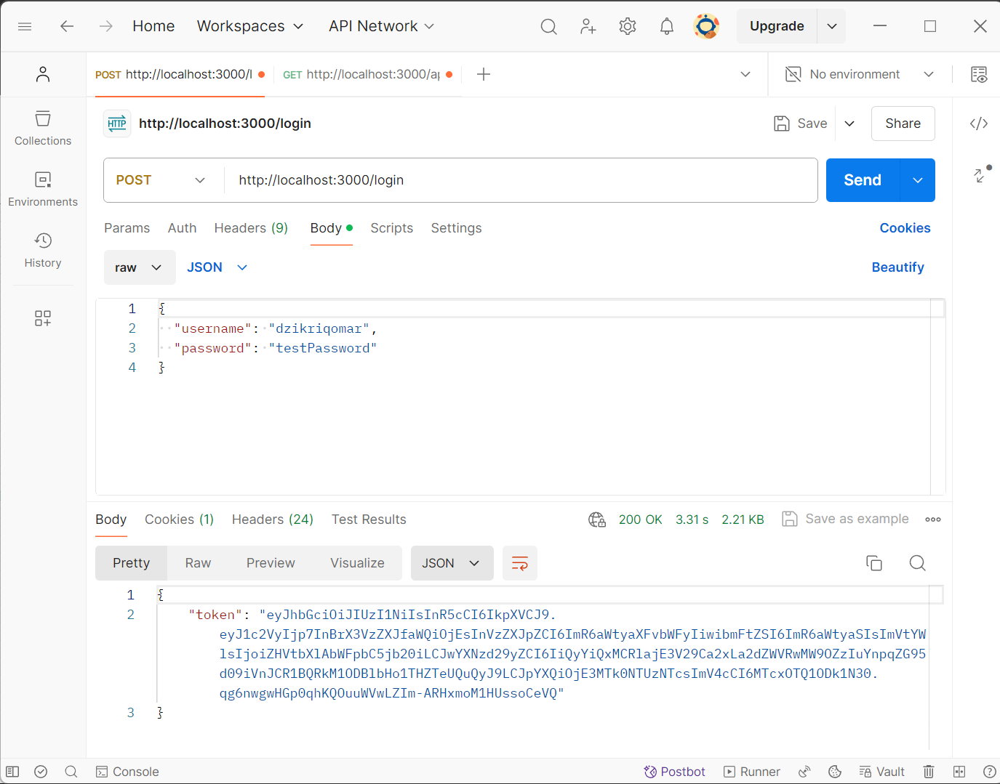 Home Workspaces API Network Upgrade
POST http://localhost:3000/l GET http://localhost:3000/ap No environment
HTTP http://localhost:3000/login Save Share
POST http://localhost:3000/login Send
Params Auth Headers (9) Body Scripts Settings Cookies
raw JSON Beautify
Collections
Environments
History
1 {
2 "username": "dzikriqomar",
3 "password": "testPassword"
4 }
Body Cookies (1) Headers (24) Test Results 200 OK 3.31 s 2.21 KB Save as example
Pretty Raw Preview Visualize JSON
1 {
2 "token": "eyJhbGciOiJIUzI1NiIsInR5cCI6IkpXVCJ9.
eyJ1c2VyIjp7InBrX3VzZXJfaWQiOjEsInVzZXJpZCI6ImR6aWtyaXFvbWFyIiwibmFtZSI6ImR6aWtyaSIsImVtYW
lsIjoiZHVtbXlAbWFpbC5jb20iLCJwYXNzd29yZCI6IiQyYiQxMCRlajE3V29Ca2xLa2dZWVRwMW9OZzIuYnpqZG95
d09iVnJCR1BQRkM1ODBlbHo1THZTeUQuQyJ9LCJpYXQiOjE3MTk0NTUzNTcsImV4cCI6MTcxOTQ1ODk1N30.
qg6nwgwHGp0qhKQOuuWVwLZIm-ARHxmoM1HUssoCeVQ"
3 }
Console Postbot Runner Vault